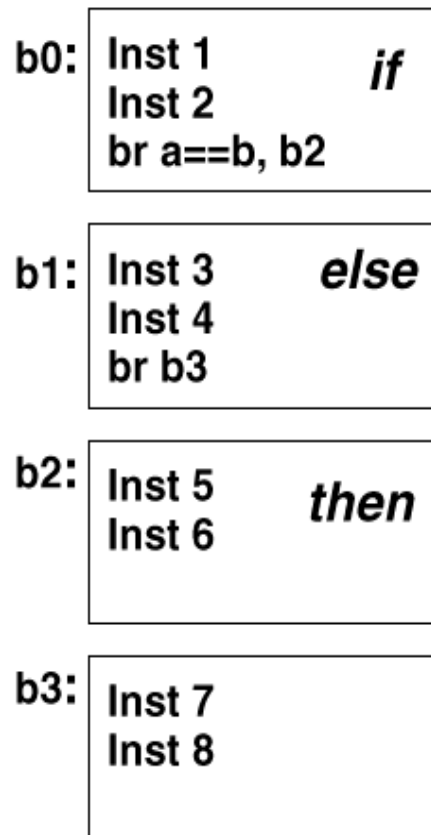 b0: Inst 1 if
Inst 2
br a==b, b2
b1: Inst 3 else
Inst 4
br b3
b2: Inst 5 then
Inst 6
b3: Inst 7
Inst 8